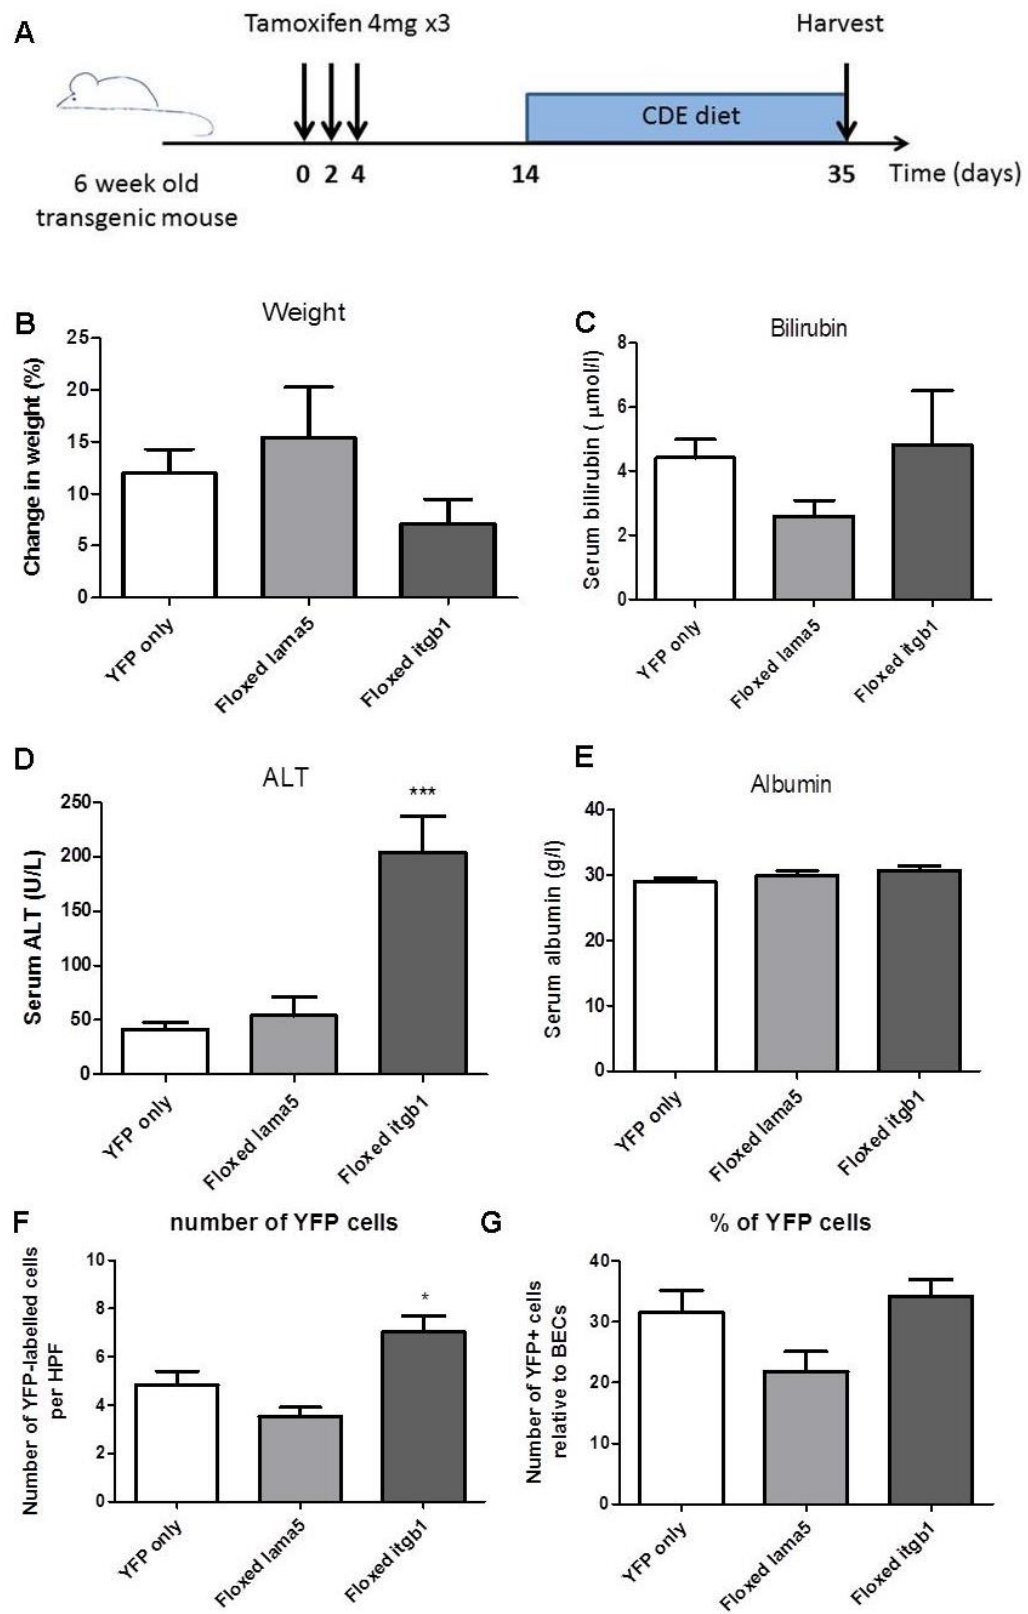 A
Tamoxifen 4mg x3
Harvest
CDE diet
0 2 4
14
35
Time (days)
6 week old
transgenic mouse
B
Weight
Change in weight (%)
25
20
15
10
5
0
YFP only
Floxed lama5
Floxed itgb1
C
Bilirubin
Serum bilirubin ( μmol/l)
8
6
4
2
0
YFP only
Floxed lama5
Floxed itgb1
D
ALT
Serum ALT (U/L)
250
200
150
100
50
0
***
YFP only
Floxed lama5
Floxed itgb1
E
Albumin
Serum albumin (g/l)
40
30
20
10
0
YFP only
Floxed lama5
Floxed itgb1
F
number of YFP cells
Number of YFP-labelled cells
per HPF
10
8
6
4
2
0
*
YFP only
Floxed lama5
Floxed itgb1
G
% of YFP cells
Number of YFP+ cells
relative to BECs
40
30
20
10
0
YFP only
Floxed lama5
Floxed itgb1